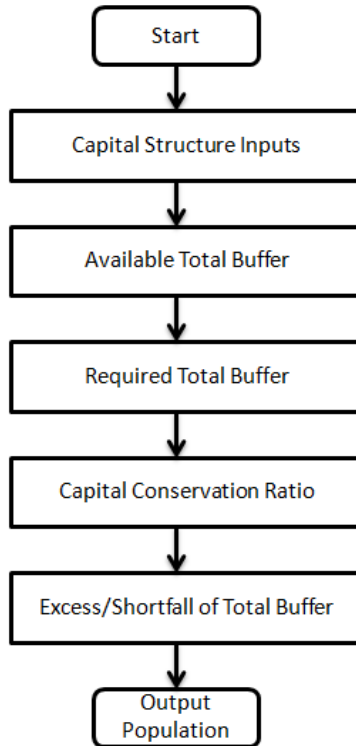 Start
Capital Structure Inputs
Available Total Buffer
Required Total Buffer
Capital Conservation Ratio
Excess/Shortfall of Total Buffer
Output
Population